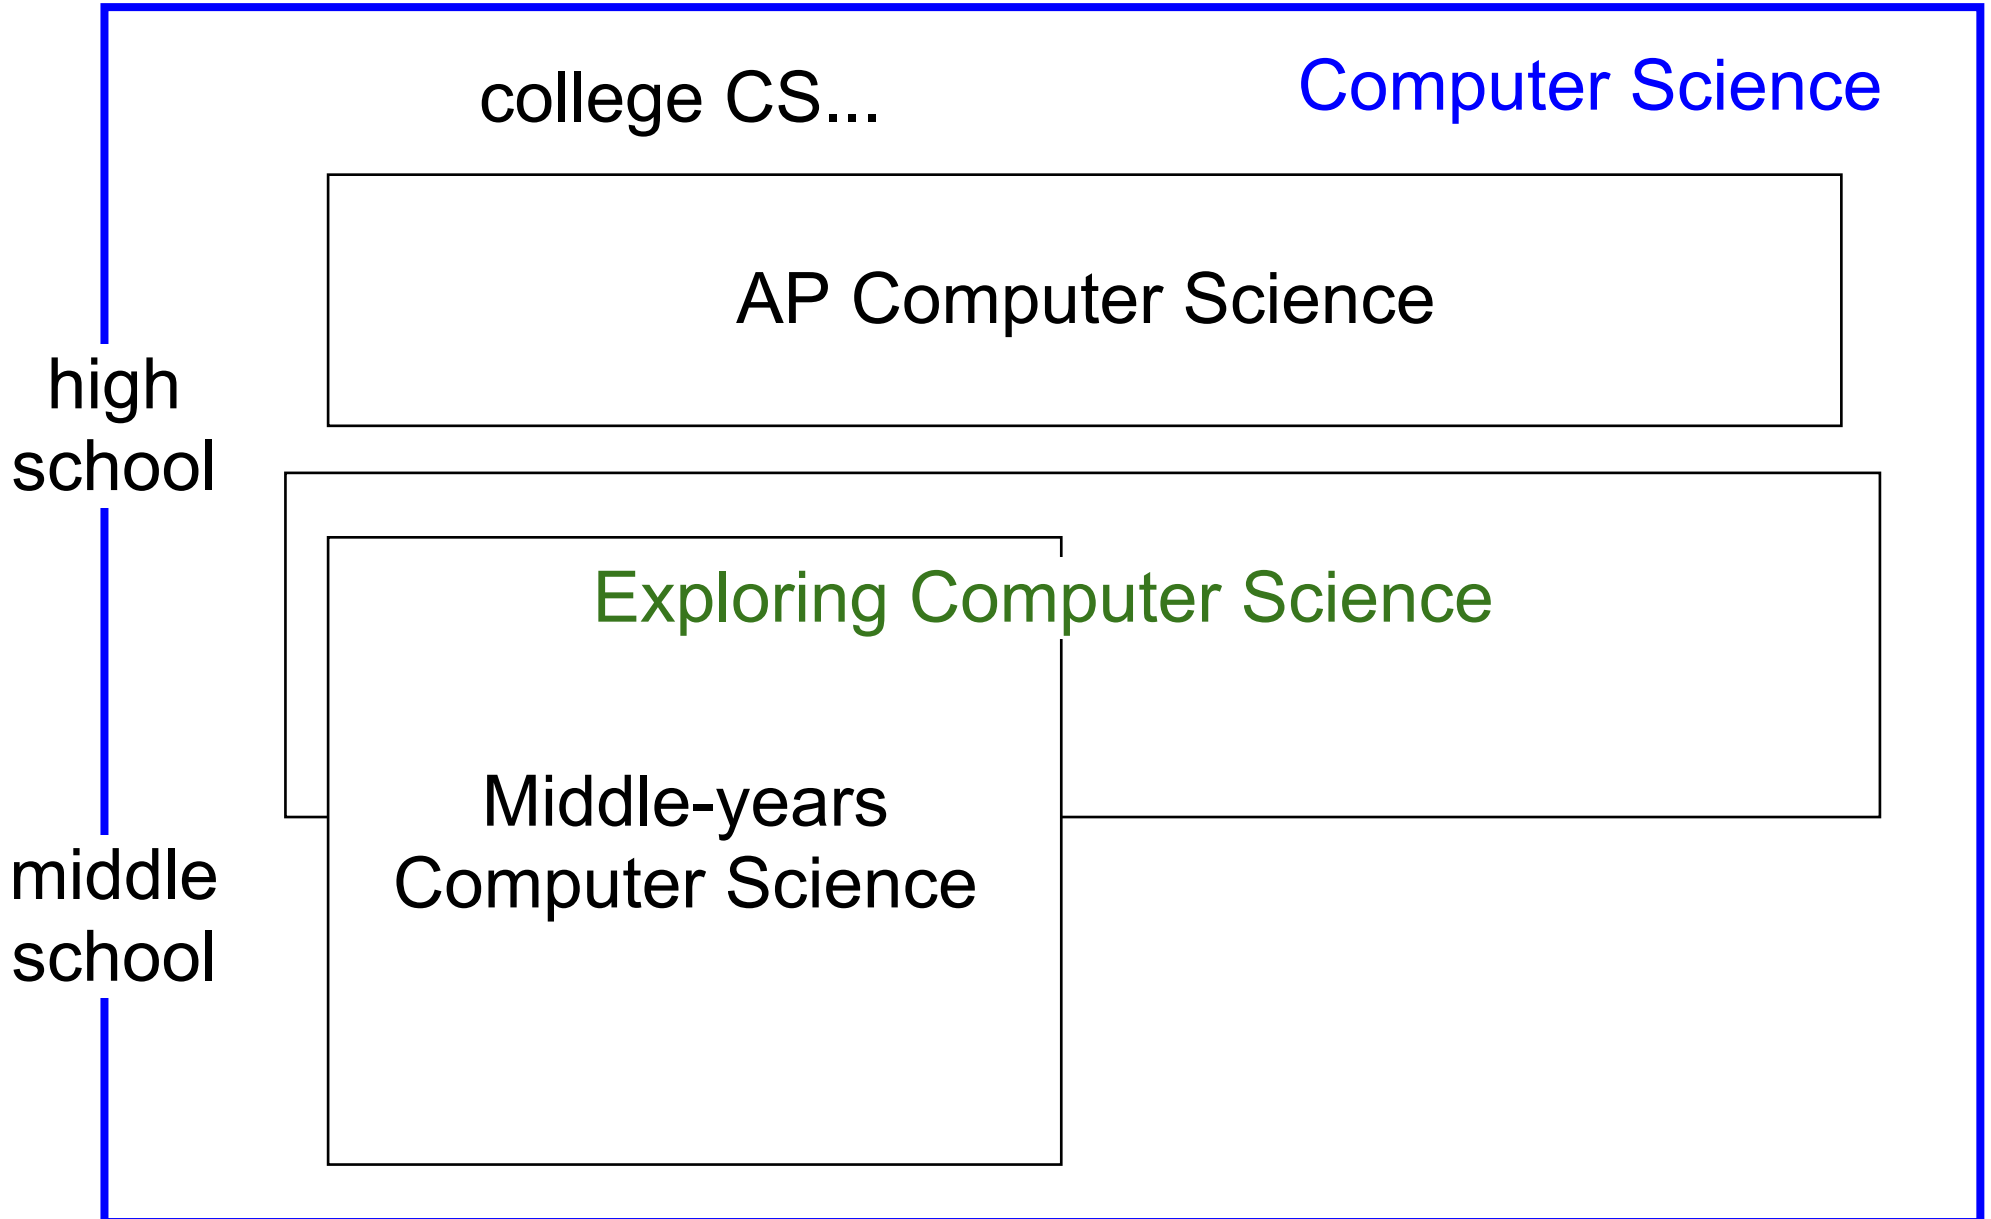 Computer Science
college CS...
AP Computer Science
high
school
Exploring Computer Science
Middle-years
Computer Science
middle
school